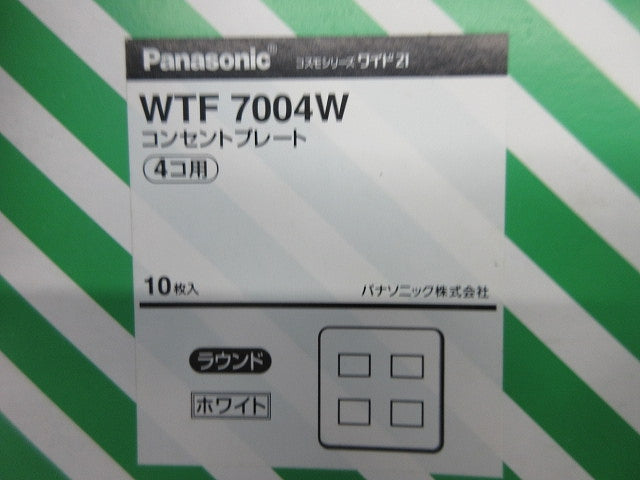 Panasonic® コスモシリーズ ワイド21
WTF 7004W
コンセントプレート
4コ用
10枚入 パナソニック株式会社
ラウンド
ホワイト